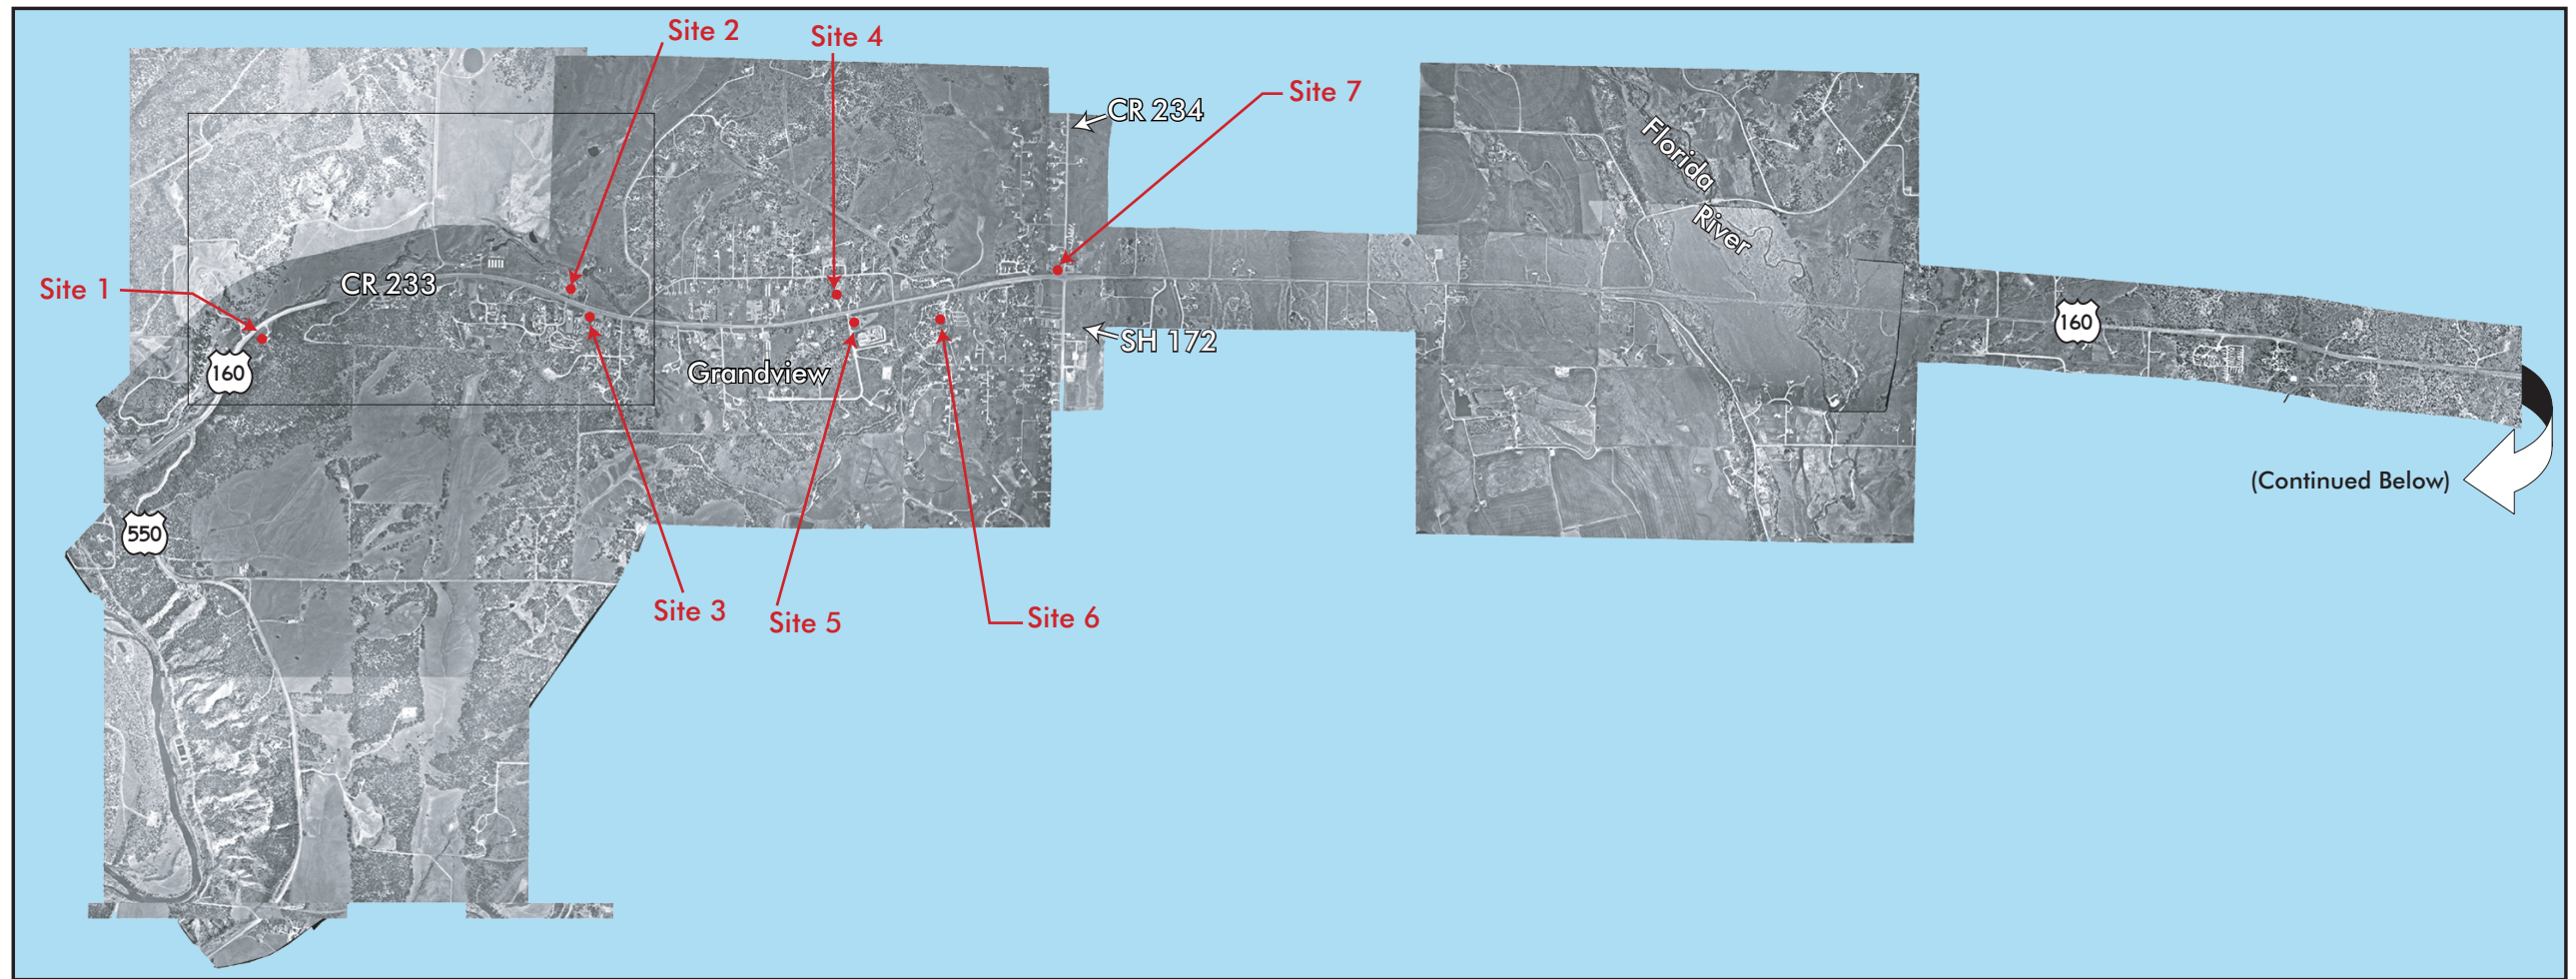 Site 2
Site 4
Site 7
CR 234
Florida
River
Site 1
CR 233
160
SH 172
160
Grandview
(Continued Below)
550
Site 3
Site 5
Site 6